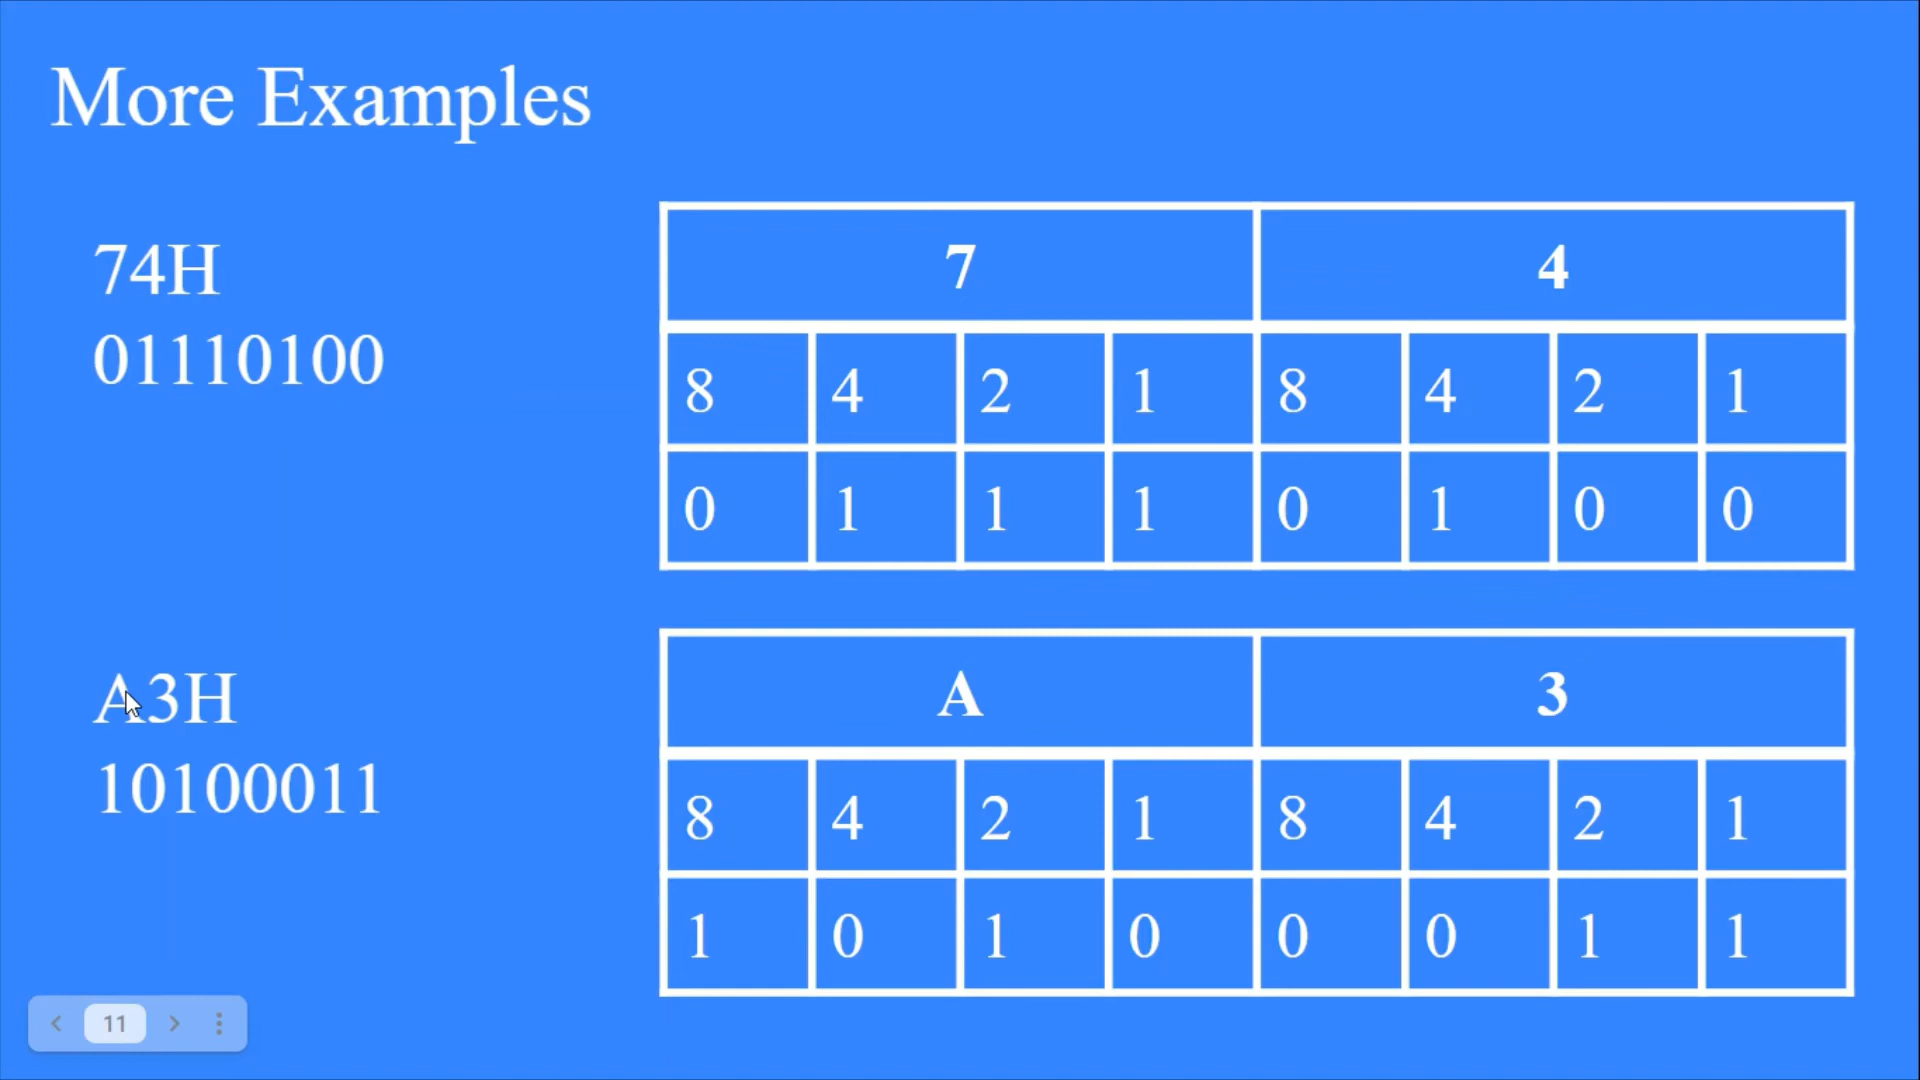 More Examples
74H
01110100
7 4
8 4 2 1 8 4 2 1
0 1 1 1 0 1 0 0
A3H
10100011
A 3
8 4 2 1 8 4 2 1
1 0 1 0 0 0 1 1
11